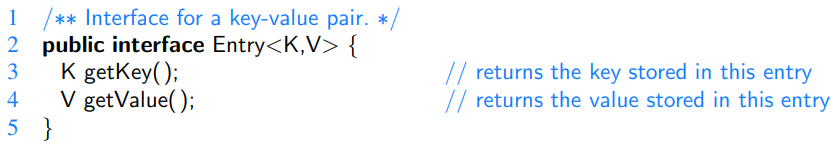 1 /** Interface for a key-value pair. */
2 public interface Entry<K,V> {
3 K getKey(); // returns the key stored in this entry
4 V getValue(); // returns the value stored in this entry
5 }